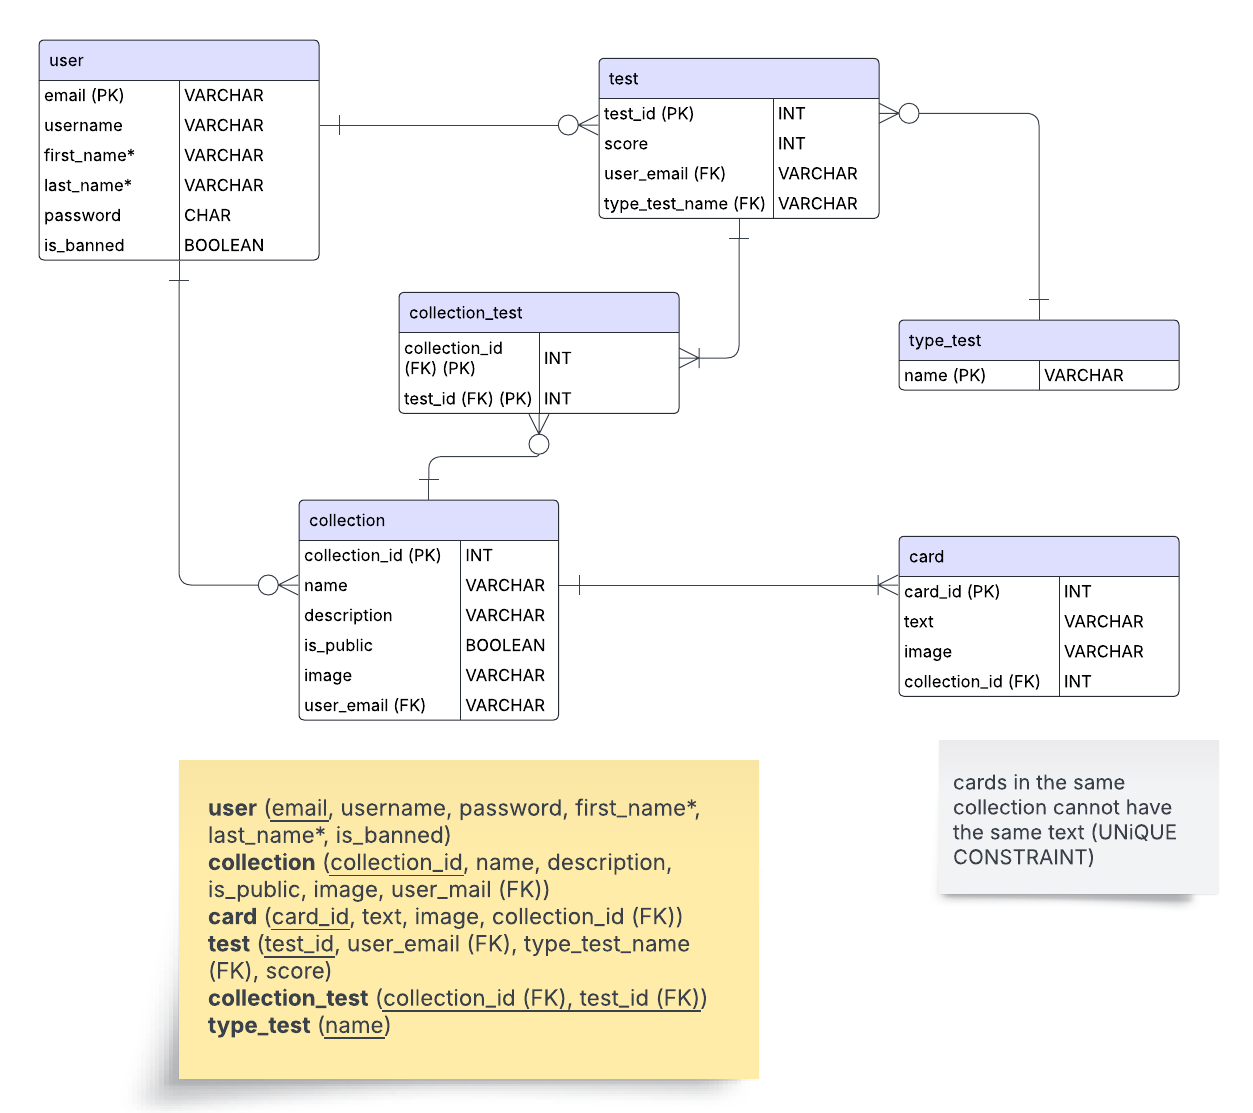 user
email (PK) VARCHAR
username VARCHAR
first_name* VARCHAR
last_name* VARCHAR
password CHAR
is_banned BOOLEAN
test
test_id (PK) INT
score INT
user_email (FK) VARCHAR
type_test_name (FK) VARCHAR
collection_test
collection_id
(FK) (PK) INT
test_id (FK) (PK) INT
type_test
name (PK) VARCHAR
collection
collection_id (PK) INT
name VARCHAR
description VARCHAR
is_public BOOLEAN
image VARCHAR
user_email (FK) VARCHAR
card
card_id (PK) INT
text VARCHAR
image VARCHAR
collection_id (FK) INT
user (email, username, password, first_name*,
last_name*, is_banned)
collection (collection_id, name, description,
is_public, image, user_mail (FK))
card (card_id, text, image, collection_id (FK))
test (test_id, user_email (FK), type_test_name
(FK), score)
collection_test (collection_id (FK), test_id (FK))
type_test (name)
cards in the same
collection cannot have
the same text (UNiQUE
CONSTRAINT)